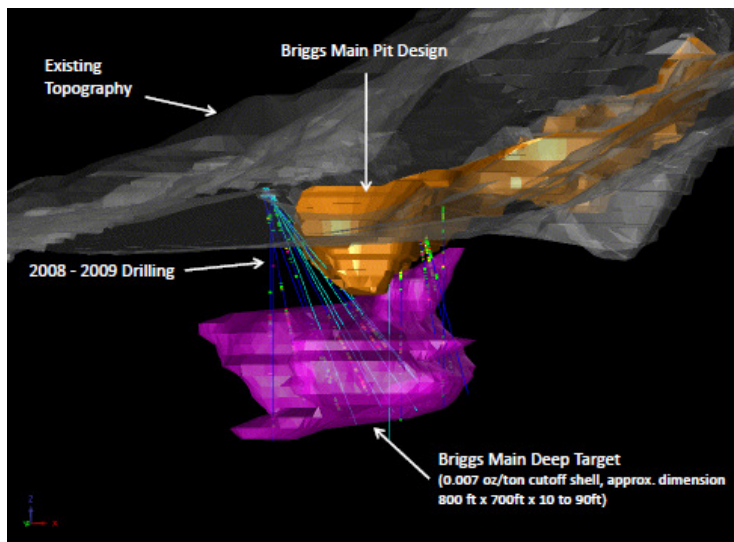 Briggs Main Pit Design
Existing
Topography
2008 - 2009 Drilling
Briggs Main Deep Target
(0.007 oz/ton cutoff shell, approx. dimension
800 ft x 700ft x 10 to 90ft)
Z
Y
X